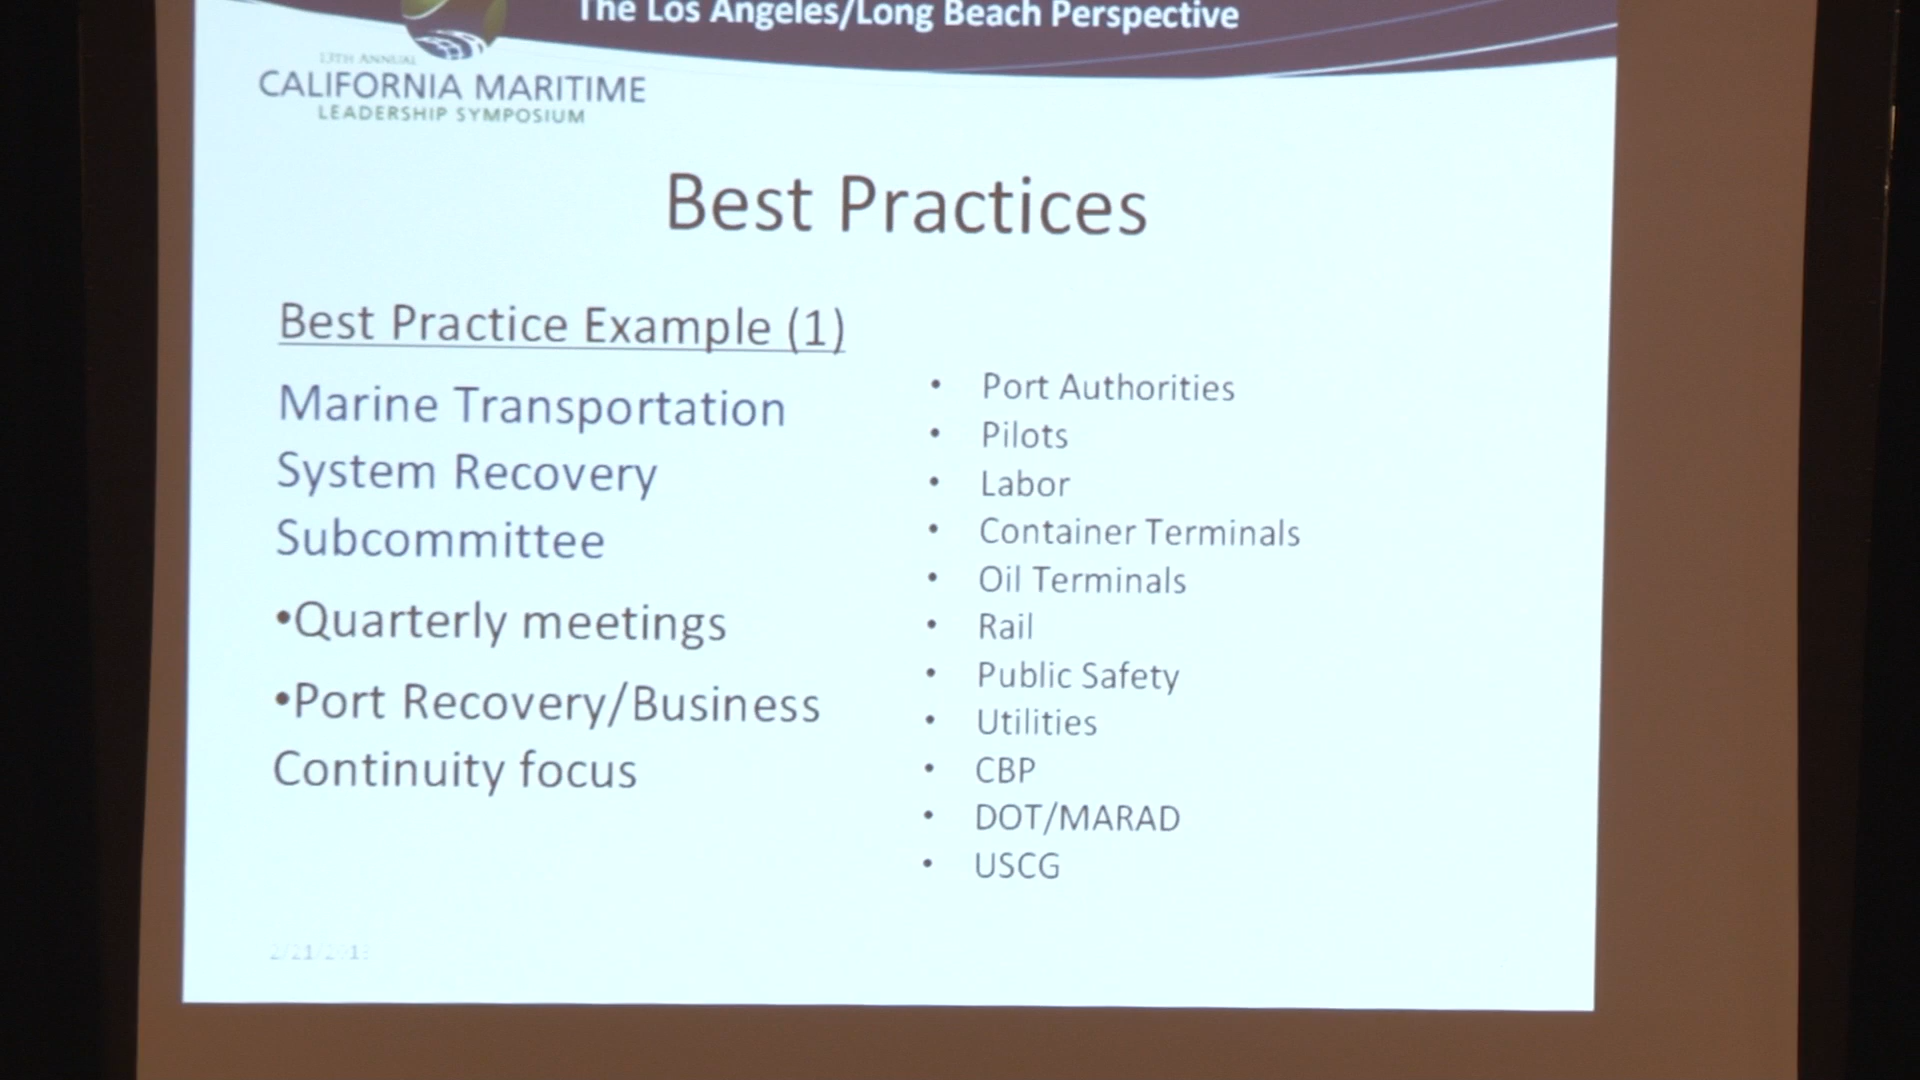 The Los Angeles/Long Beach Perspective
13TH ANNUAL
CALIFORNIA MARITIME
LEADERSHIP SYMPOSIUM
Best Practices
Best Practice Example (1)
Marine Transportation
System Recovery
Subcommittee
•Quarterly meetings
•Port Recovery/Business
Continuity focus
• Port Authorities
• Pilots
• Labor
• Container Terminals
• Oil Terminals
• Rail
• Public Safety
• Utilities
• CBP
• DOT/MARAD
• USCG